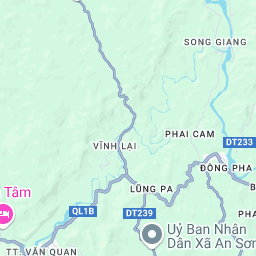 SONG GIANG
PHAI CAM
DT233
VĨNH LẠI
ĐÔNG PHA
LŨNG PA
Tâm
QL1B
DT239
Uỷ Ban Nhân
Dân Xã An Sơn
TT. VĂN QUAN